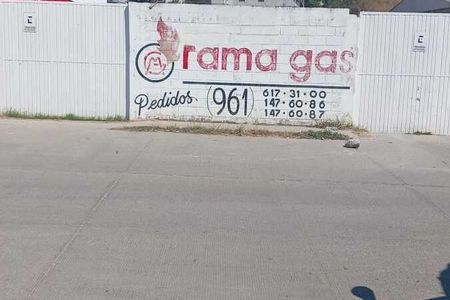 rama gas
Pedidos (961) 617·31·00
147·60·86
147·60·87